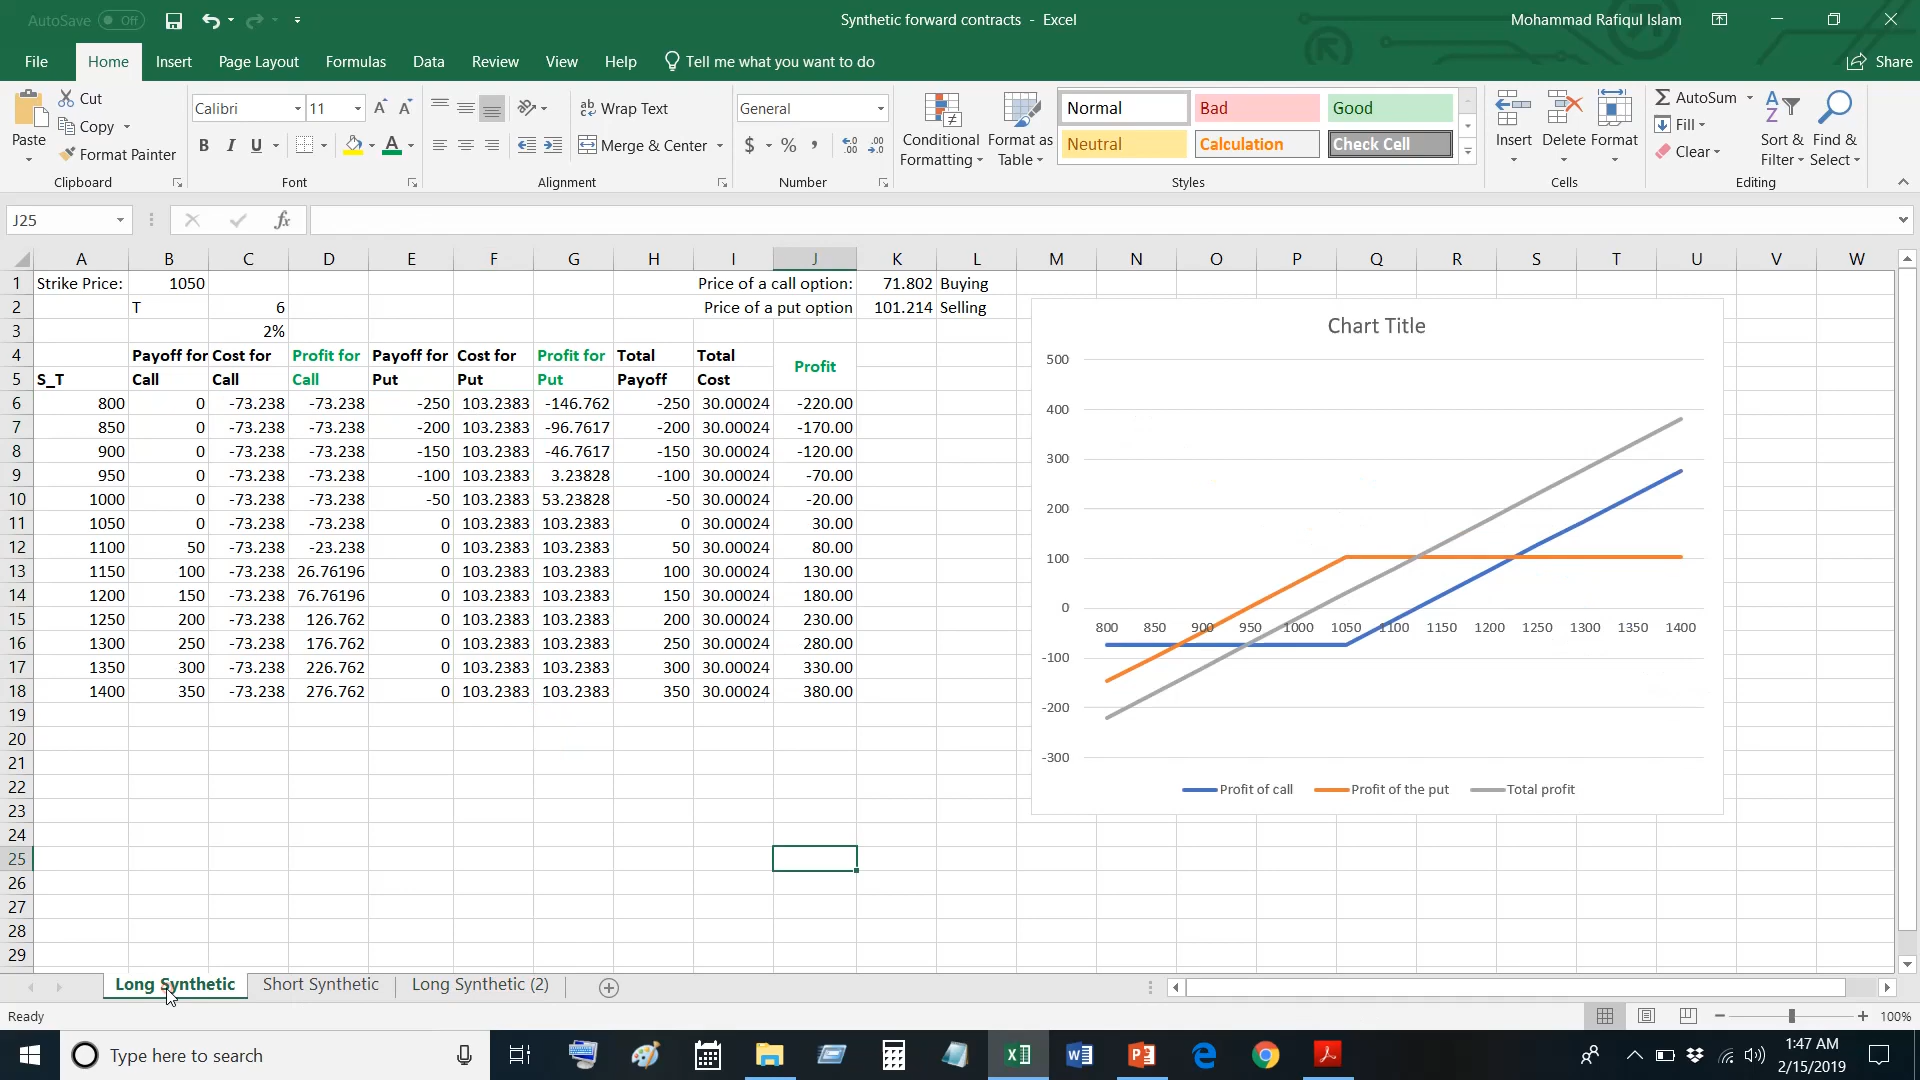 AutoSave Off
Synthetic forward contracts - Excel
Mohammad Rafiqul Islam
File Home Insert Page Layout Formulas Data Review View Help Tell me what you want to do Share
Paste
Cut
Copy
Format Painter
Clipboard
Calibri 11
B I U A
Font
Wrap Text
Merge & Center
Alignment
General
$ % ,
Number
Conditional Formatting
Format as Table
Normal Bad Good
Neutral Calculation Check Cell
Styles
Insert Delete Format
Cells
AutoSum
Fill
Clear
Sort & Filter
Find & Select
Editing
J25 fx
A B C D E F G H I J K L M N O P Q R S T U V W
1 Strike Price: 1050 Price of a call option: 71.802 Buying
2 T 6 Price of a put option 101.214 Selling
3 2%
4 Payoff for Cost for Profit for Payoff for Cost for Profit for Total Total Profit
5 S_T Call Call Call Put Put Put Payoff Cost
6 800 0 -73.238 -73.238 -250 103.2383 -146.762 -250 30.00024 -220.00
7 850 0 -73.238 -73.238 -200 103.2383 -96.7617 -200 30.00024 -170.00
8 900 0 -73.238 -73.238 -150 103.2383 -46.7617 -150 30.00024 -120.00
9 950 0 -73.238 -73.238 -100 103.2383 3.23828 -100 30.00024 -70.00
10 1000 0 -73.238 -73.238 -50 103.2383 53.23828 -50 30.00024 -20.00
11 1050 0 -73.238 -73.238 0 103.2383 103.2383 0 30.00024 30.00
12 1100 50 -73.238 -23.238 0 103.2383 103.2383 50 30.00024 80.00
13 1150 100 -73.238 26.76196 0 103.2383 103.2383 100 30.00024 130.00
14 1200 150 -73.238 76.76196 0 103.2383 103.2383 150 30.00024 180.00
15 1250 200 -73.238 126.762 0 103.2383 103.2383 200 30.00024 230.00
16 1300 250 -73.238 176.762 0 103.2383 103.2383 250 30.00024 280.00
17 1350 300 -73.238 226.762 0 103.2383 103.2383 300 30.00024 330.00
18 1400 350 -73.238 276.762 0 103.2383 103.2383 350 30.00024 380.00
19
20
21
22
23
24
25
26
27
28
29
Chart Title
500
400
300
200
100
0
800 850 900 950 1000 1050 1100 1150 1200 1250 1300 1350 1400
-100
-200
-300
Profit of call Profit of the put Total profit
Long Synthetic Short Synthetic Long Synthetic (2)
Ready
100%
Type here to search
1:47 AM
2/15/2019